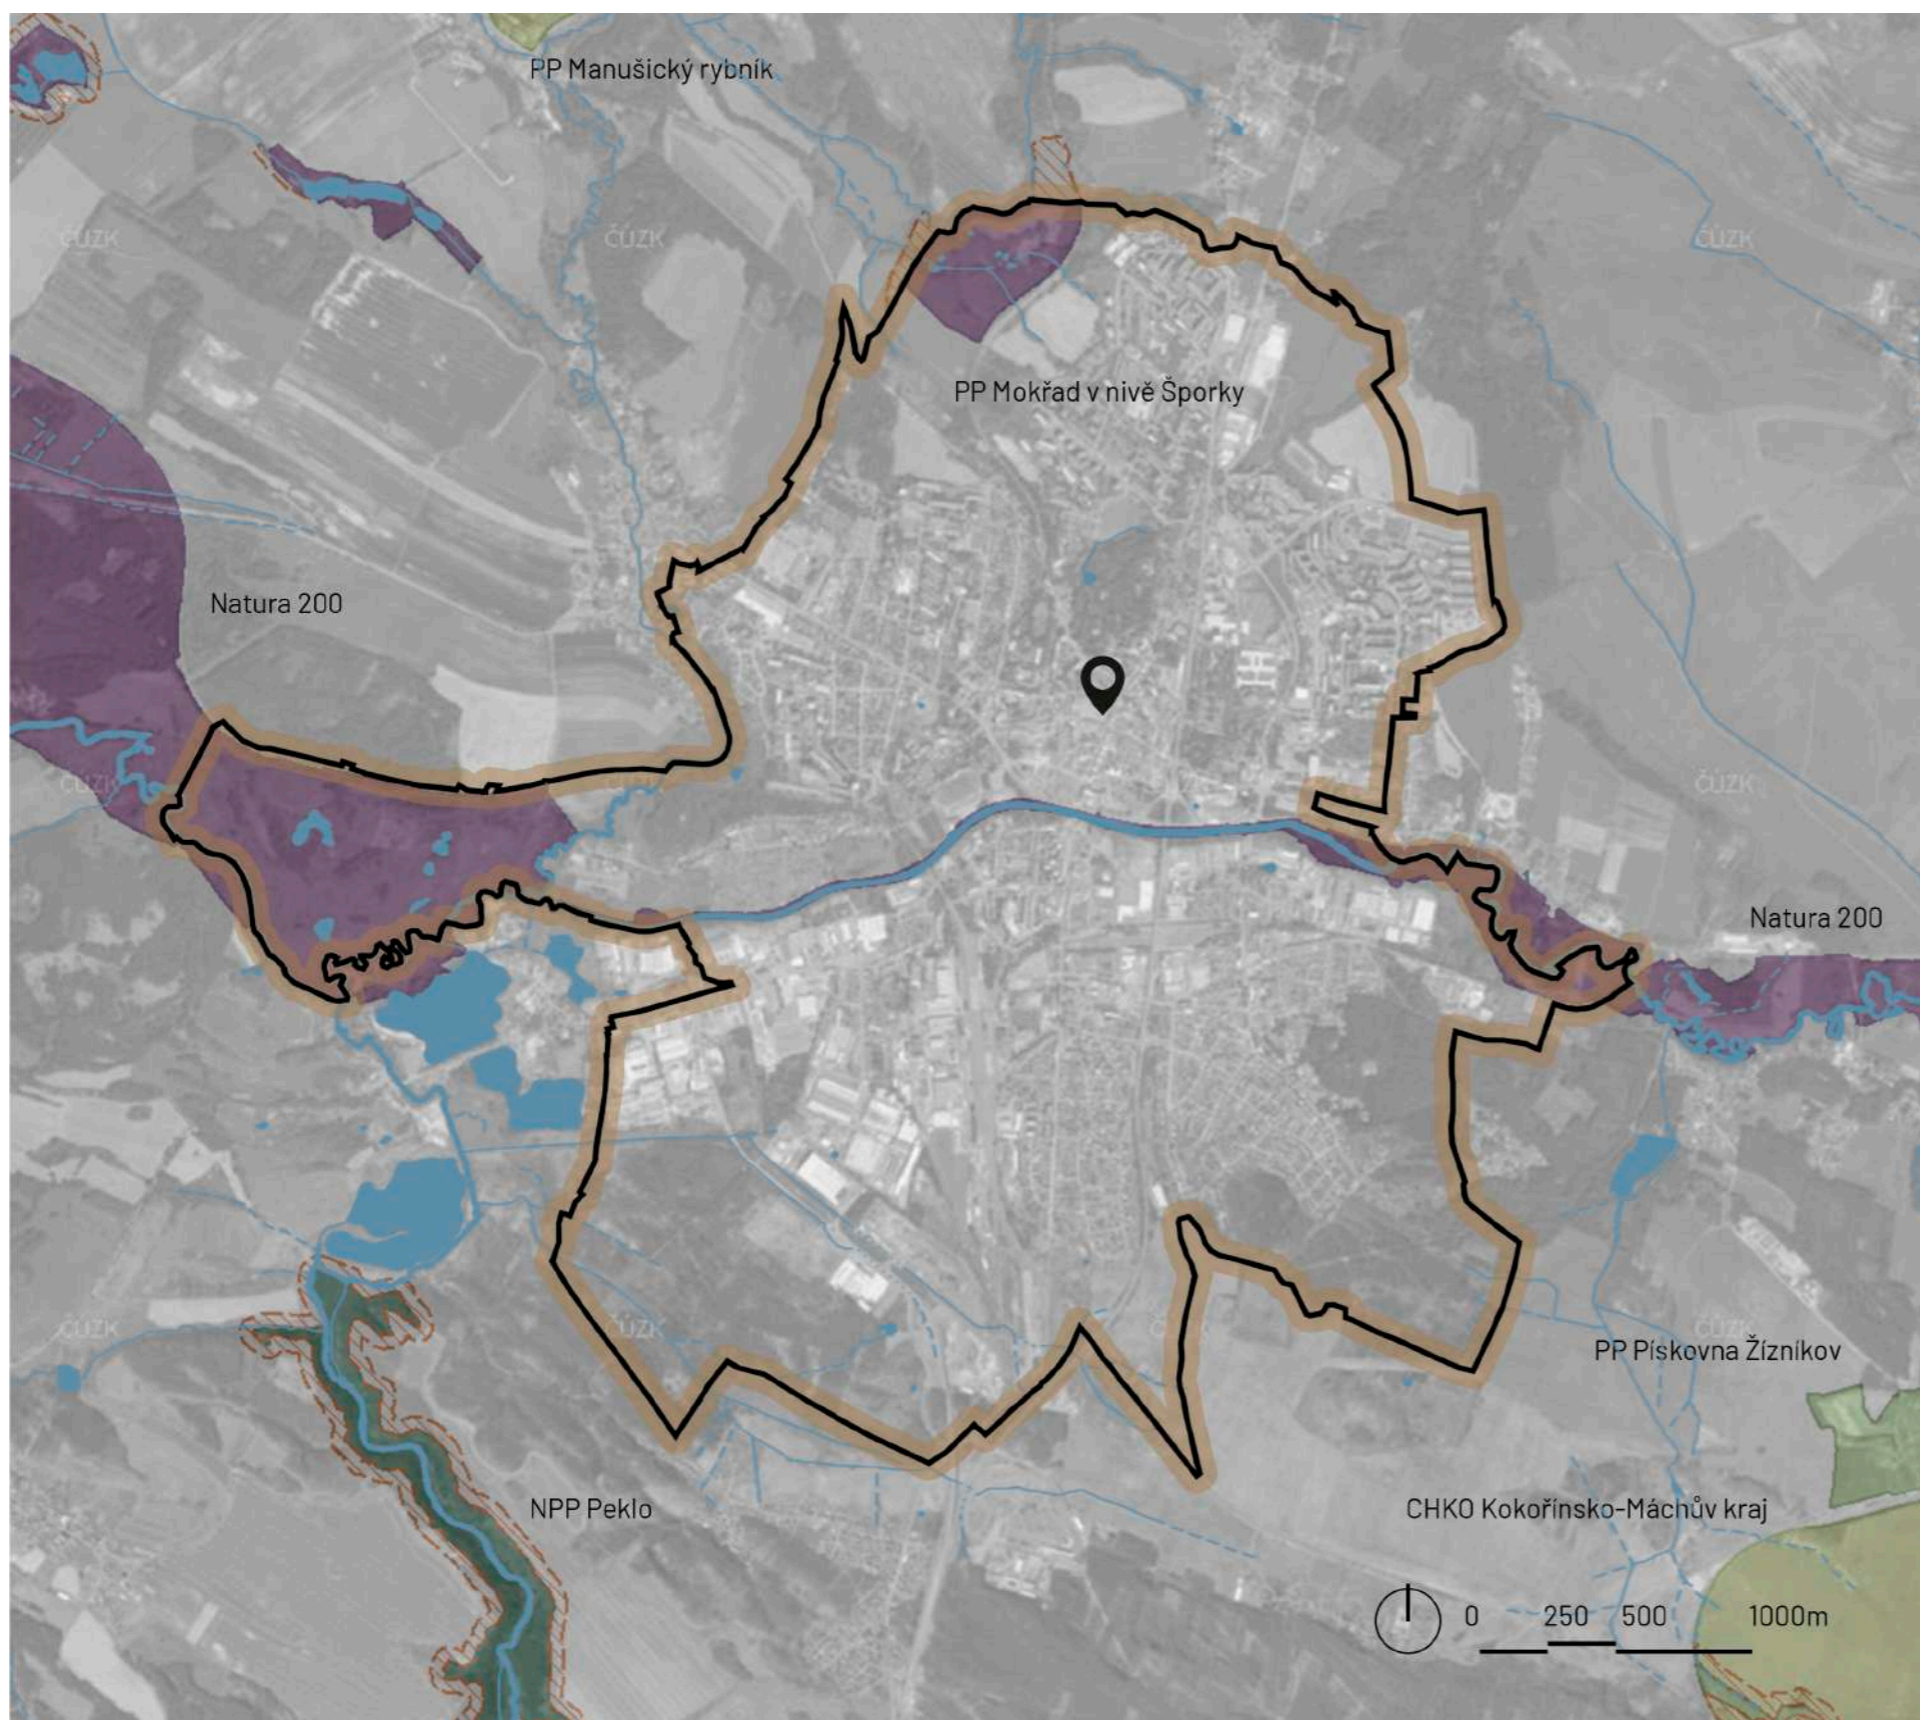 PP Manušický rybník
ČÚZK
ČÚZK
ČÚZK
PP Mokřad v nivě Šporky
Natura 200
ČÚZK
ČÚZK
Natura 200
ČÚZK
ČÚZK
ČÚZK
PP Pískovna Žízníkov
NPP Peklo
CHKO Kokořínsko-Máchův kraj
0 250 500 1000m